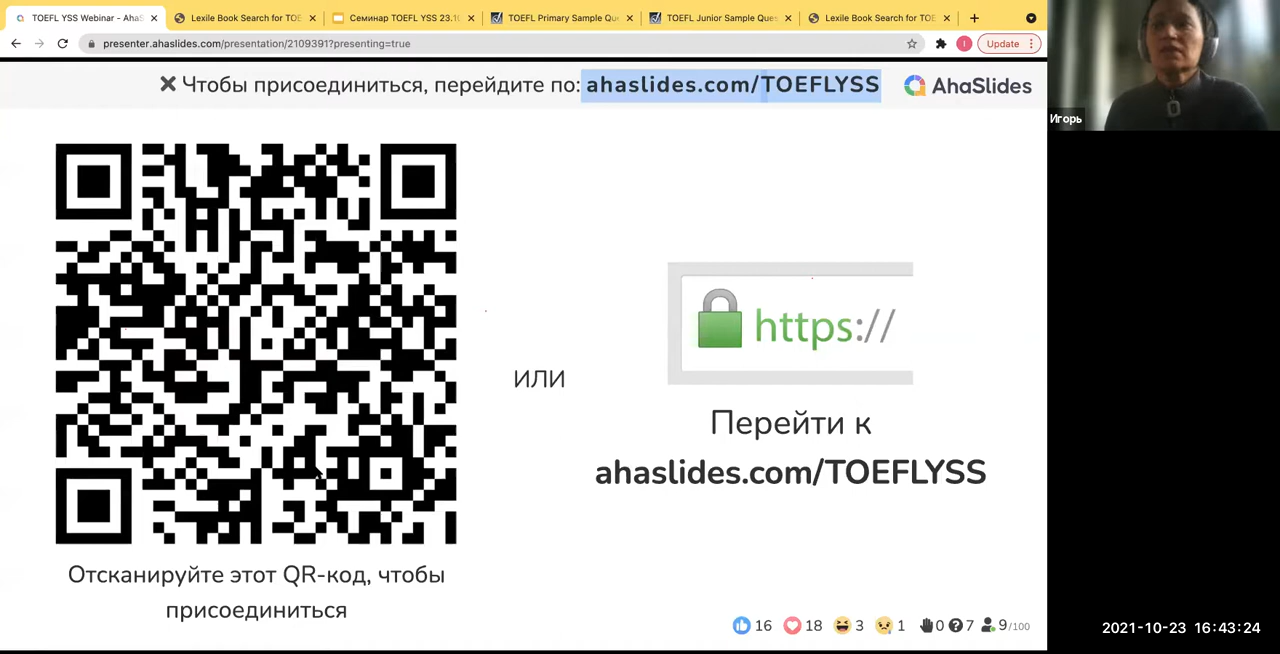 TOEFL YSS Webinar - AhaS
Lexile Book Search for TOE
Семинар TOEFL YSS 23.10
TOEFL Primary Sample Que
TOEFL Junior Sample Ques
Lexile Book Search for TOE
presenter.ahaslides.com/presentation/2109391?presenting=true
I
Update
Чтобы присоединиться, перейдите по: ahaslides.com/TOEFLYSS
AhaSlides
Игорь
https://
ИЛИ
Перейти к
ahaslides.com/TOEFLYSS
Отсканируйте этот QR-код, чтобы
присоединиться
16 18 3 1 0 7 9/100
2021-10-23 16:43:24